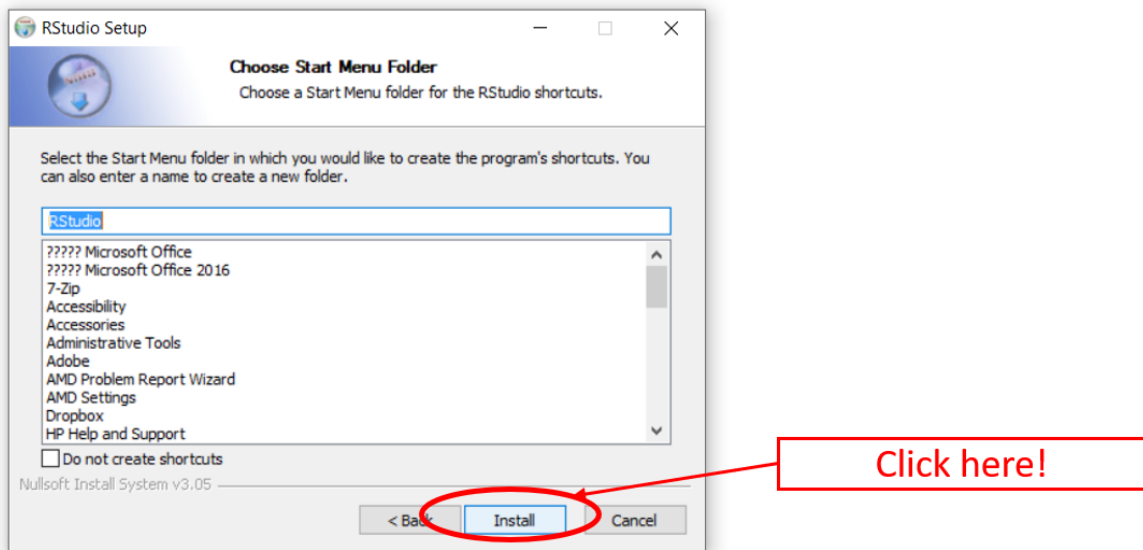 RStudio Setup
Choose Start Menu Folder
Choose a Start Menu folder for the RStudio shortcuts.
Select the Start Menu folder in which you would like to create the program's shortcuts. You
can also enter a name to create a new folder.
RStudio
????? Microsoft Office
????? Microsoft Office 2016
7-Zip
Accessibility
Accessories
Administrative Tools
Adobe
AMD Problem Report Wizard
AMD Settings
Dropbox
HP Help and Support
Do not create shortcuts
Nullsoft Install System v3.05
Click here!
< Back
Install
Cancel